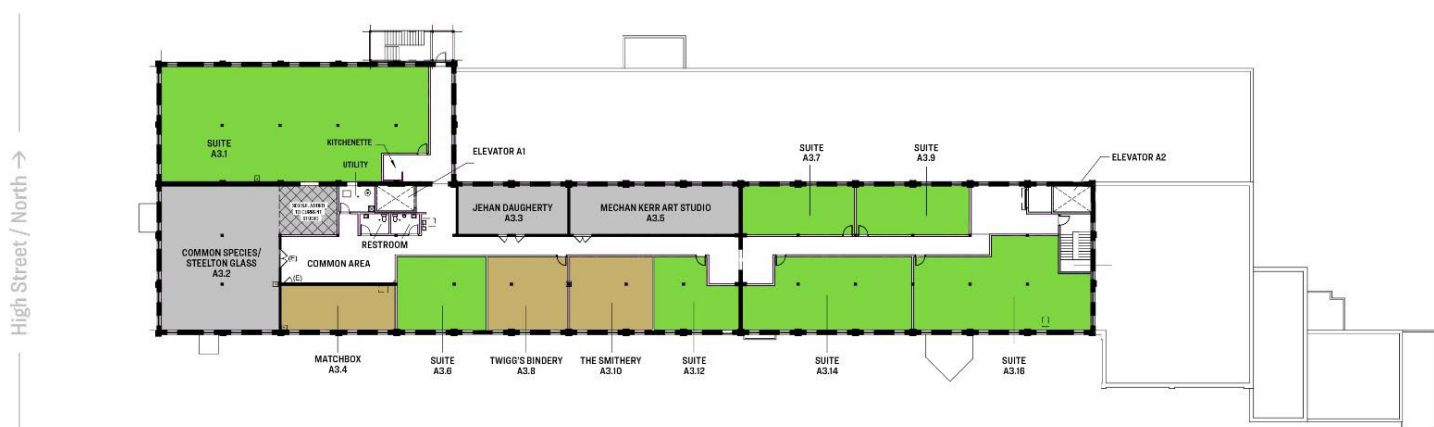 High Street / North →
SUITE
A3.1
KITCHENETTE
UTILITY
ELEVATOR A1
SUITE
A3.7
SUITE
A3.9
ELEVATOR A2
JEHAN DAUGHERTY
A3.3
MECHAN KERR ART STUDIO
A3.5
TO CURRENT
STUDIO
RESTROOM
COMMON SPECIES/
STEELTON GLASS
A3.2
COMMON AREA
(F)
(E)
MATCHBOX
A3.4
SUITE
A3.6
TWIGG'S BINDERY
A3.8
THE SMITHERY
A3.10
SUITE
A3.12
SUITE
A3.14
SUITE
A3.16